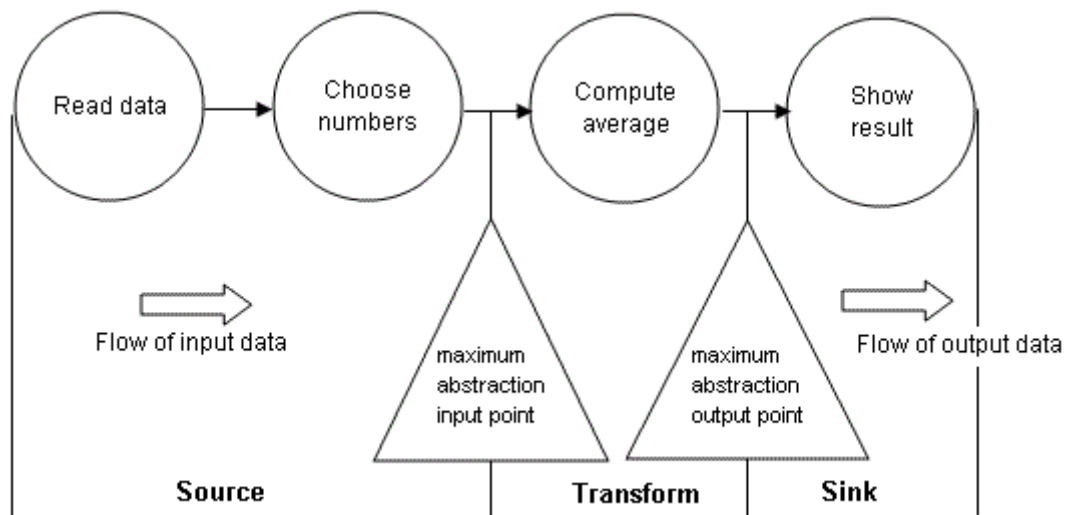 Read data
Choose
numbers
Compute
average
Show
result
Flow of input data
maximum
abstraction
input point
maximum
abstraction
output point
Flow of output data
Source
Transform
Sink